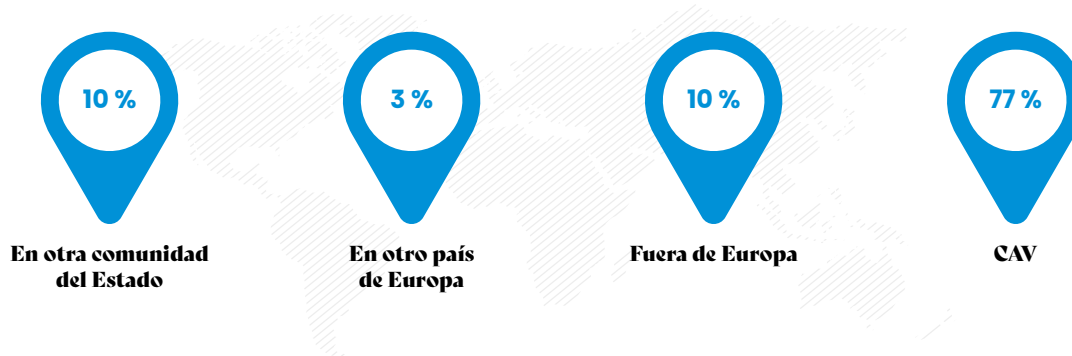 10 %
3 %
10 %
77 %
En otra comunidad
del Estado
En otro país
de Europa
Fuera de Europa
CAV